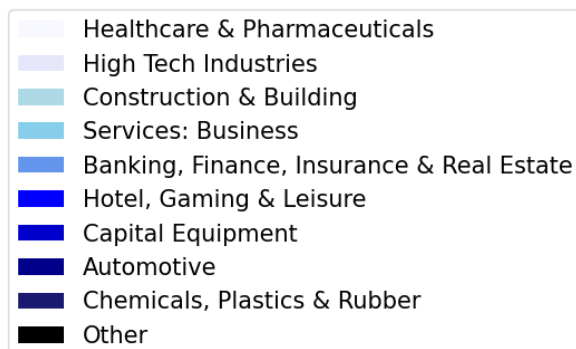 Healthcare & Pharmaceuticals
High Tech Industries
Construction & Building
Services: Business
Banking, Finance, Insurance & Real Estate
Hotel, Gaming & Leisure
Capital Equipment
Automotive
Chemicals, Plastics & Rubber
Other